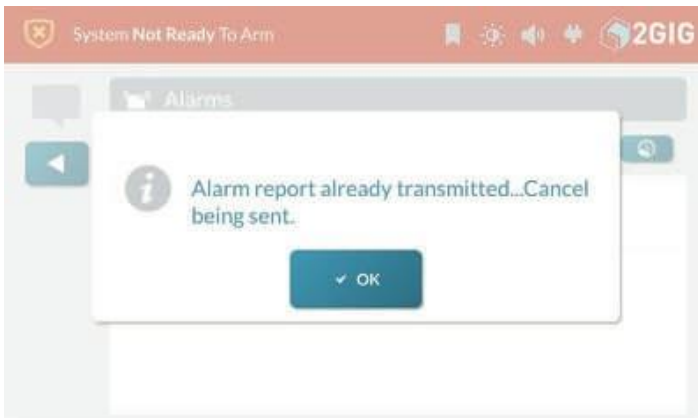 System Not Ready To Arm
2GIG
Alarms
Alarm report already transmitted...Cancel
being sent.
OK